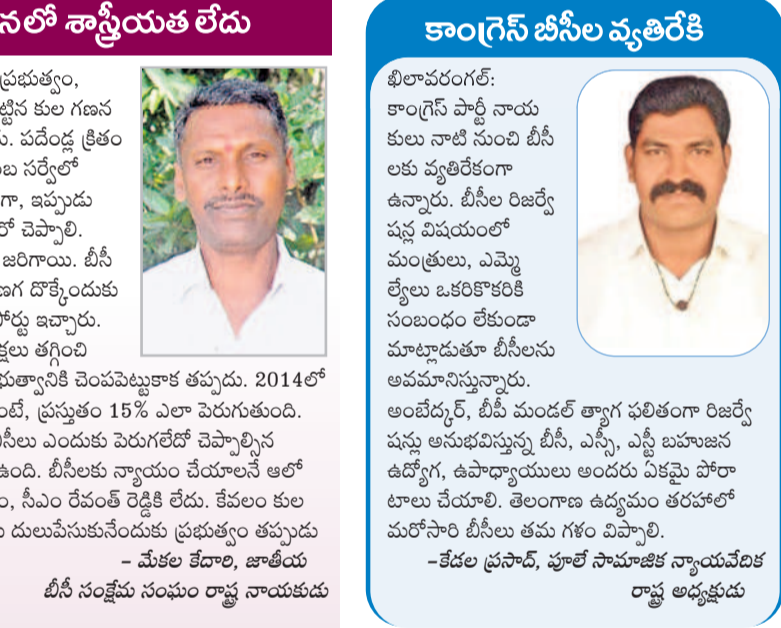 నలో శాస్త్రీయత లేదు
ప్రభుత్వం,
ట్టిన కుల గణన
పదేండ్ల క్రితం
బ సర్వేలో
గా, ఇప్పుడు
రో చెప్పాలి.
జరిగాయి. బీసీ
ణగ దొక్కేందుకు
పోర్టు ఇచ్చారు.
క్షలు తగ్గించి
భుత్వానికి చెంపపెట్టుకాక తప్పదు. 2014లో
ంటే, ప్రస్తుతం 15% ఎలా పెరుగుతుంది.
సీలు ఎందుకు పెరుగలేదో చెప్పాల్సిన
ఉంది. బీసీలకు న్యాయం చేయాలనే ఆలో
ం, సీఎం రేవంత్ రెడ్డికి లేదు. కేవలం కుల
దులుపేసుకునేందుకు ప్రభుత్వం తప్పుడు
– మేకల కేదారి, జాతీయ
బీసీ సంక్షేమ సంఘం రాష్ట్ర నాయకుడు
కాంగ్రెస్ బీసీల వ్యతిరేకి
ఖిలావరంగల్:
కాంగ్రెస్ పార్టీ నాయ
కులు నాటి నుంచి బీసీ
లకు వ్యతిరేకంగా
ఉన్నారు. బీసీల రిజర్వే
షన్ల విషయంలో
మంత్రులు, ఎమ్మె
ల్యేలు ఒకరికొకరికి
సంబంధం లేకుండా
మాట్లాడుతూ బీసీలను
అవమానిస్తున్నారు.
అంబేద్కర్, బీపీ మండల్ త్యాగ ఫలితంగా రిజర్వే
షన్లు అనుభవిస్తున్న బీసీ, ఎస్సీ, ఎస్టీ బహుజన
ఉద్యోగ, ఉపాధ్యాయులు అందరు ఏకమై పోరా
టాలు చేయాలి. తెలంగాణ ఉద్యమం తరహాలో
మరోసారి బీసీలు తమ గళం విప్పాలి.
–కేడల ప్రసాద్, పూలే సామాజిక న్యాయవేదిక
రాష్ట్ర అధ్యక్షుడు